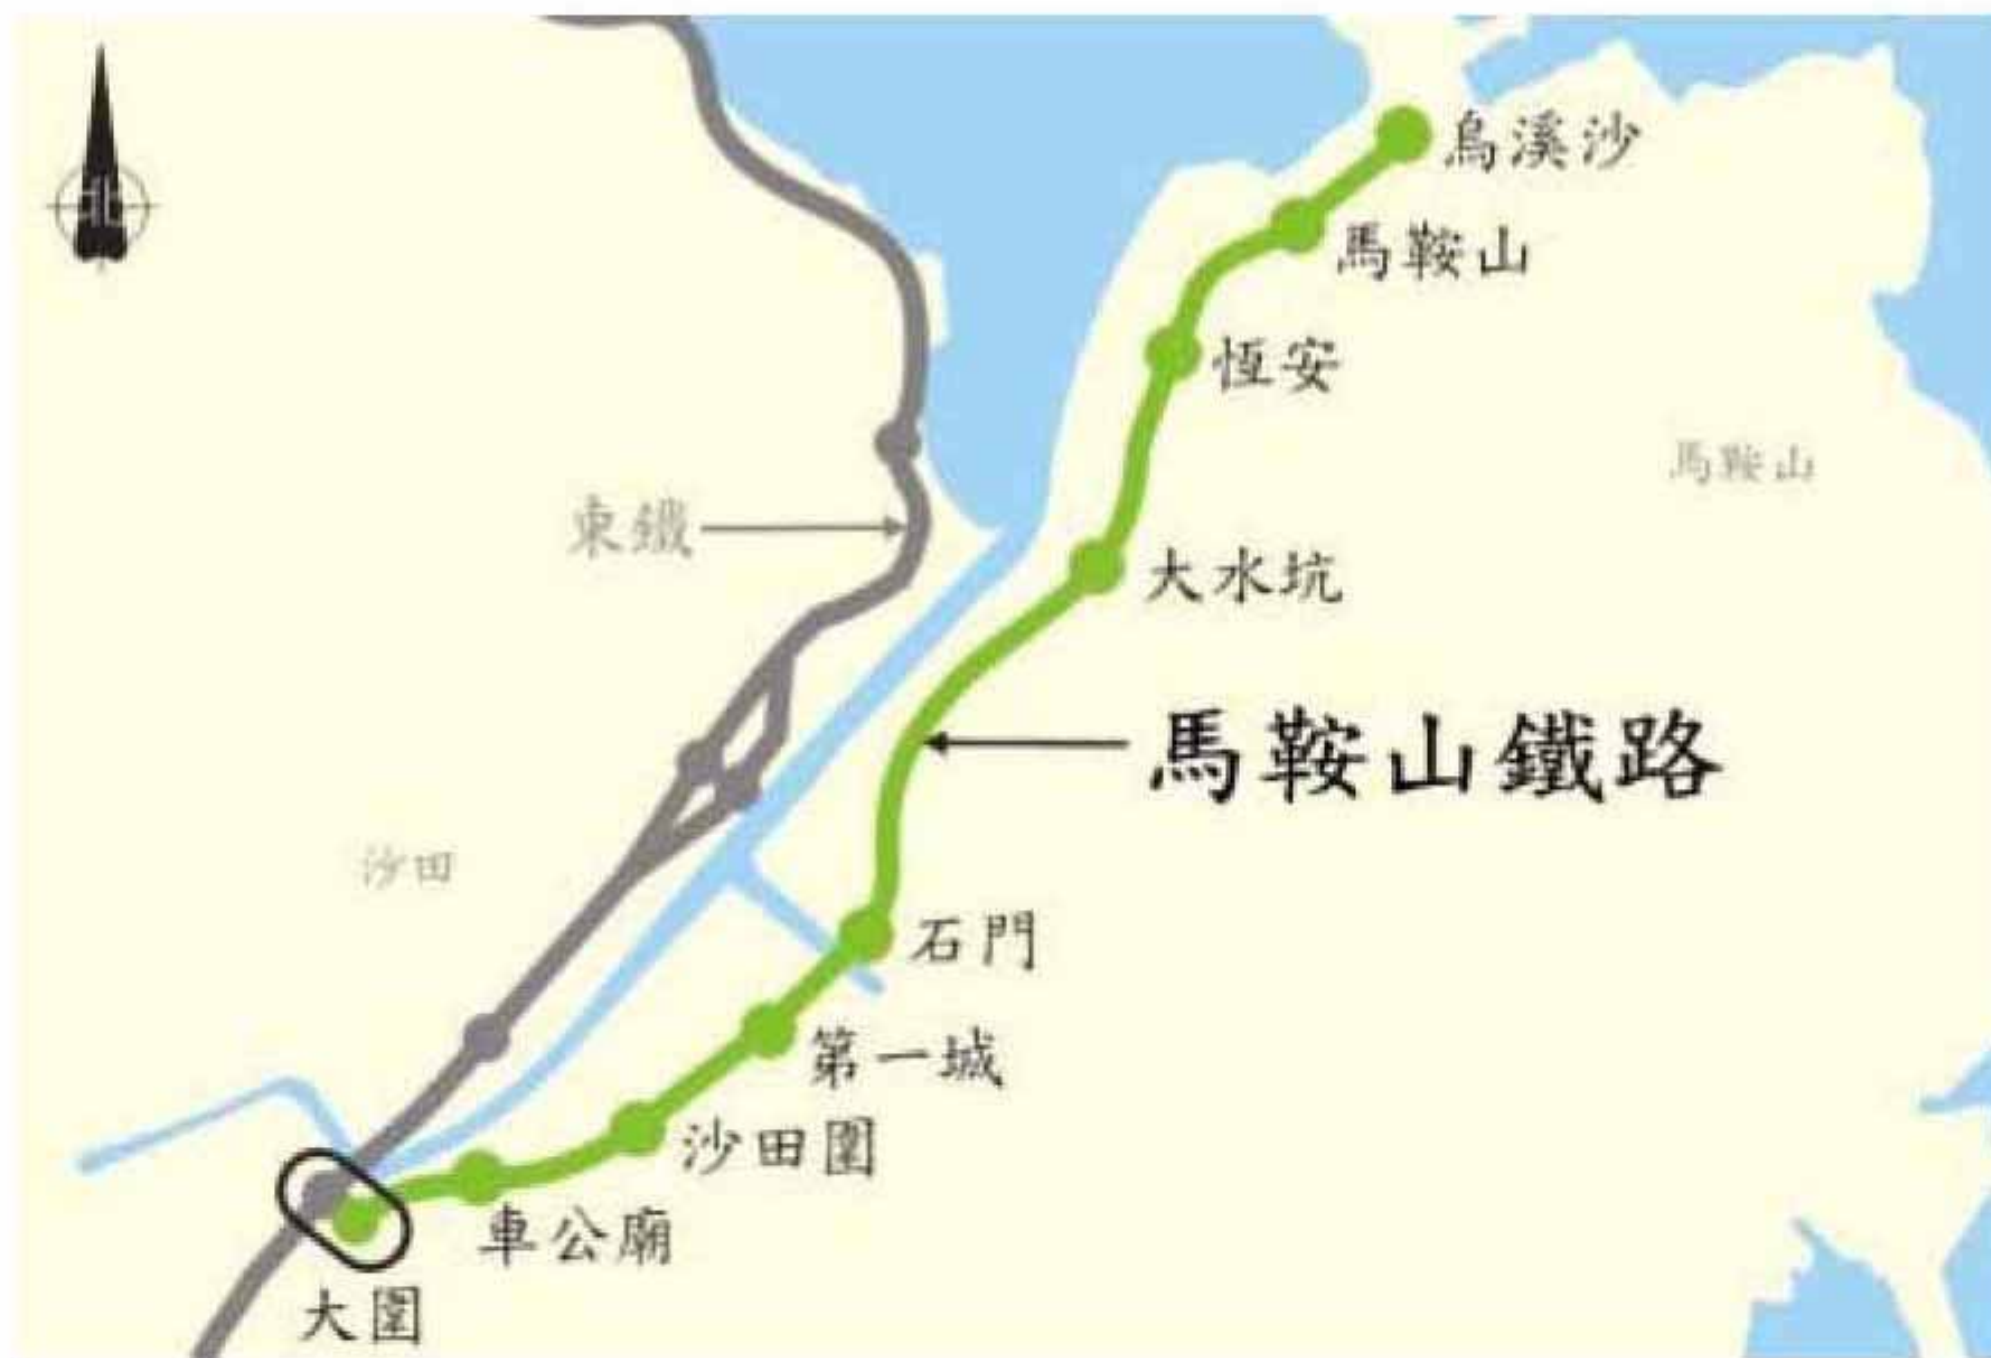 烏溪沙
北
馬鞍山
恆安
馬鞍山
東鐵
大水坑
馬鞍山鐵路
沙田
石門
第一城
沙田圍
車公廟
大圍